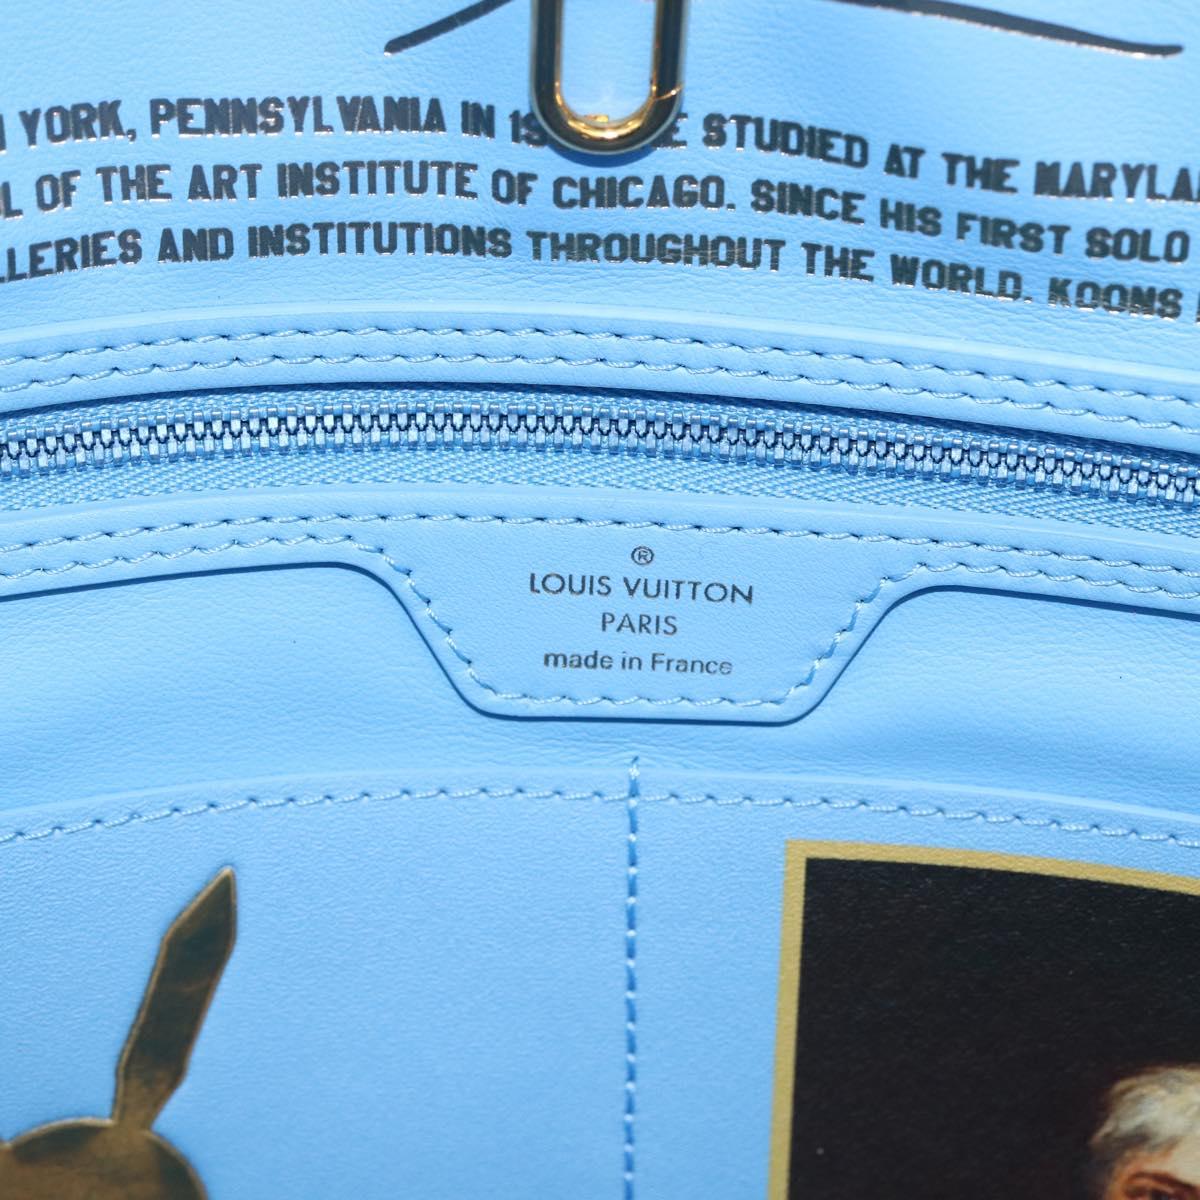 YORK, PENNSYLVANIA IN STUDIED AT THE
OF THE ART INSTITUTE OF CHICAGO. SINCE HIS FIRST SOLO
AND INSTITUTIONS THROUGHOUT THE WORLD. KOONS
®
LOUIS VUITTON
PARIS
made in France